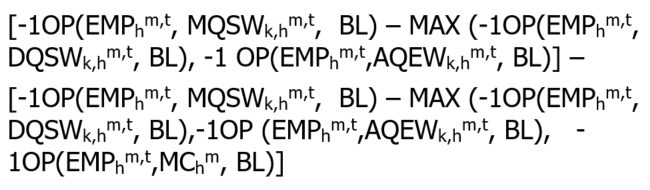 [-1OP(EMPₕᵐ,ᵗ, MQSWₖ,ₕᵐ,ᵗ, BL) – MAX (-1OP(EMPₕᵐ,ᵗ,
DQSWₖ,ₕᵐ,ᵗ, BL), -1 OP(EMPₕᵐ,ᵗ,AQEWₖ,ₕᵐ,ᵗ, BL)] –
[-1OP(EMPₕᵐ,ᵗ, MQSWₖ,ₕᵐ,ᵗ, BL) – MAX (-1OP(EMPₕᵐ,ᵗ,
DQSWₖ,ₕᵐ,ᵗ, BL),-1OP (EMPₕᵐ,ᵗ,AQEWₖ,ₕᵐ,ᵗ, BL), -
1OP(EMPₕᵐ,ᵗ,MCₕᵐ, BL)]